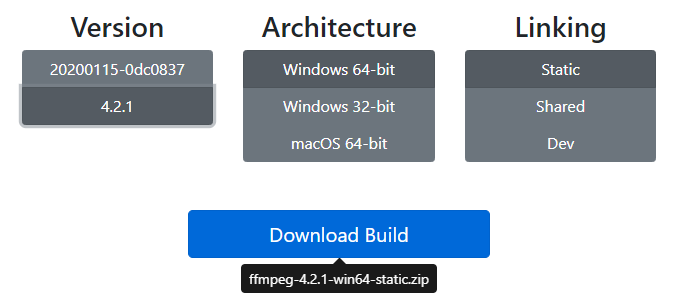 Version
Architecture
Linking
20200115-0dc0837
Windows 64-bit
Static
4.2.1
Windows 32-bit
Shared
macOS 64-bit
Dev
Download Build
ffmpeg-4.2.1-win64-static.zip